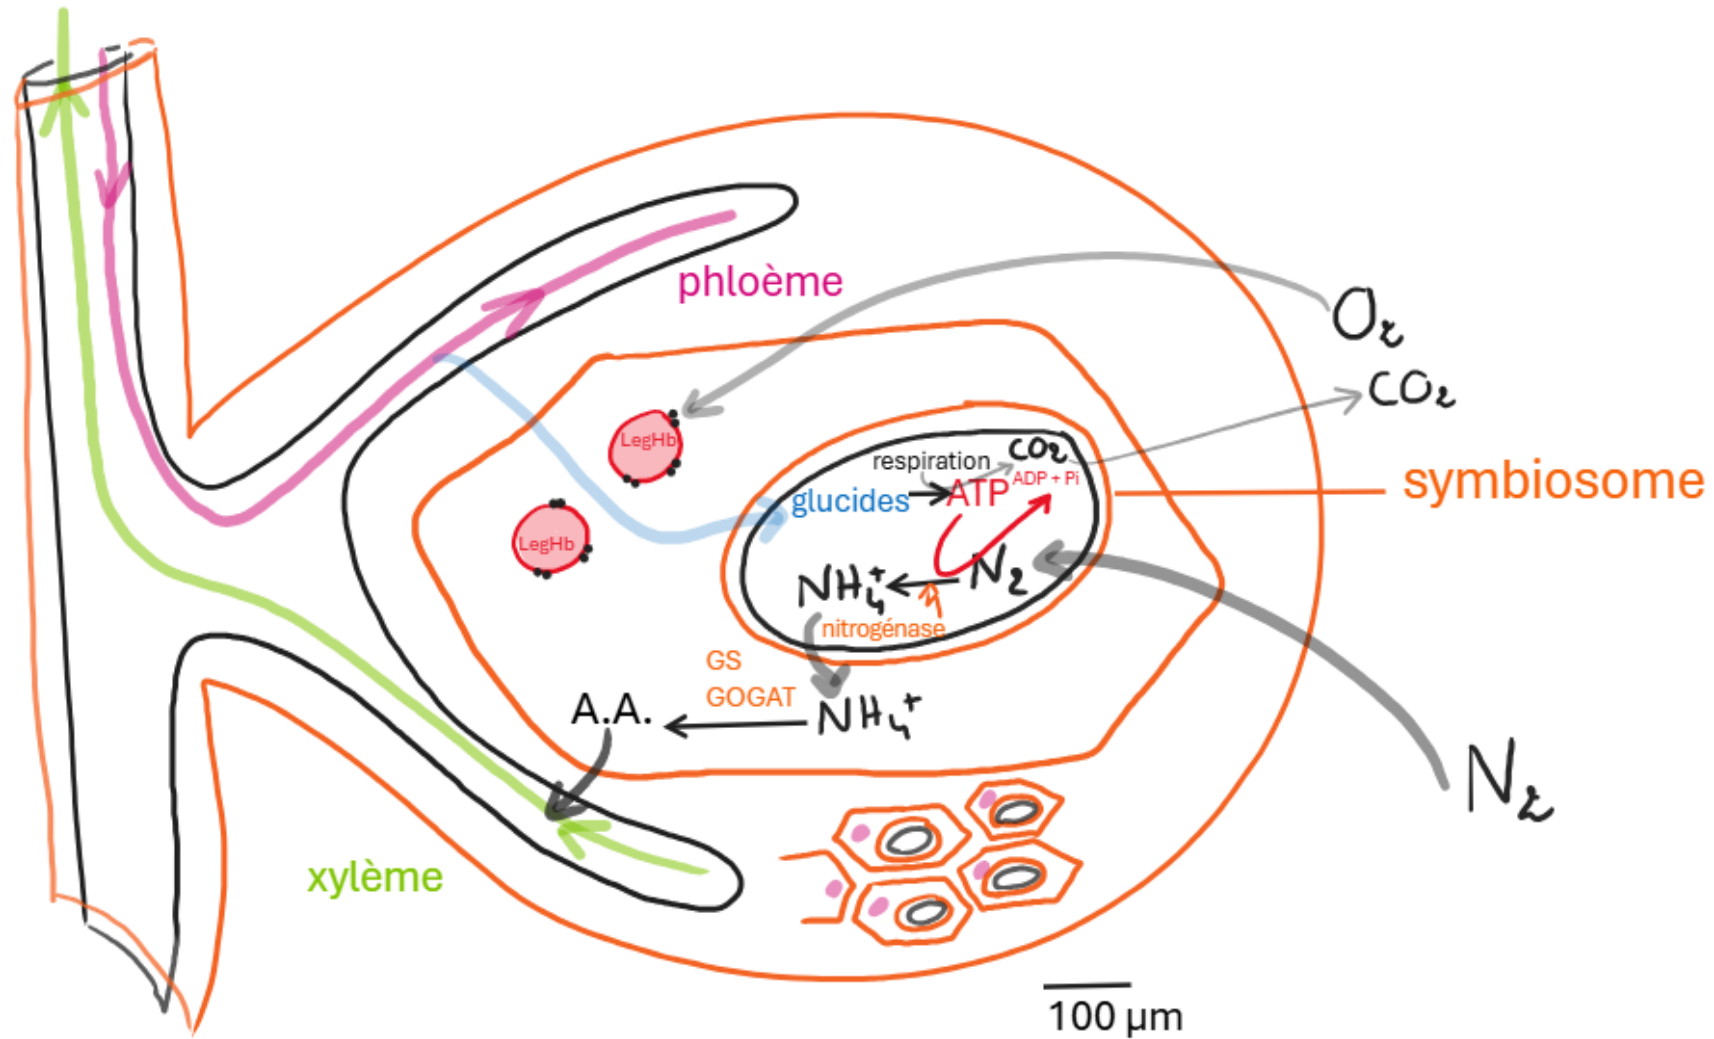 phloème
O₂
CO₂
LegHb
respiration
CO₂
ADP + Pi
glucides
ATP
symbiosome
LegHb
NH₄⁺
N₂
nitrogénase
GS
GOGAT
A.A.
NH₄⁺
N₂
xylème
100 µm